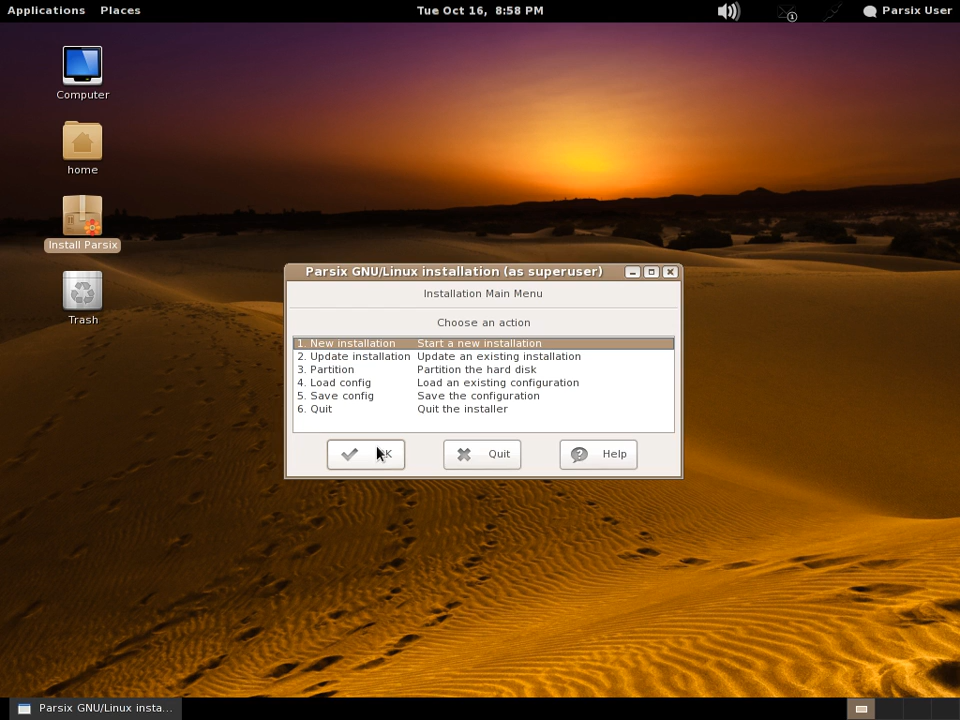 Applications Places Tue Oct 16, 8:58 PM 1 Parsix User
Computer
home
Install Parsix
Trash
Parsix GNU/Linux installation (as superuser)
Installation Main Menu
Choose an action
1. New installation Start a new installation
2. Update installation Update an existing installation
3. Partition Partition the hard disk
4. Load config Load an existing configuration
5. Save config Save the configuration
6. Quit Quit the installer
Quit Help
Parsix GNU/Linux insta...